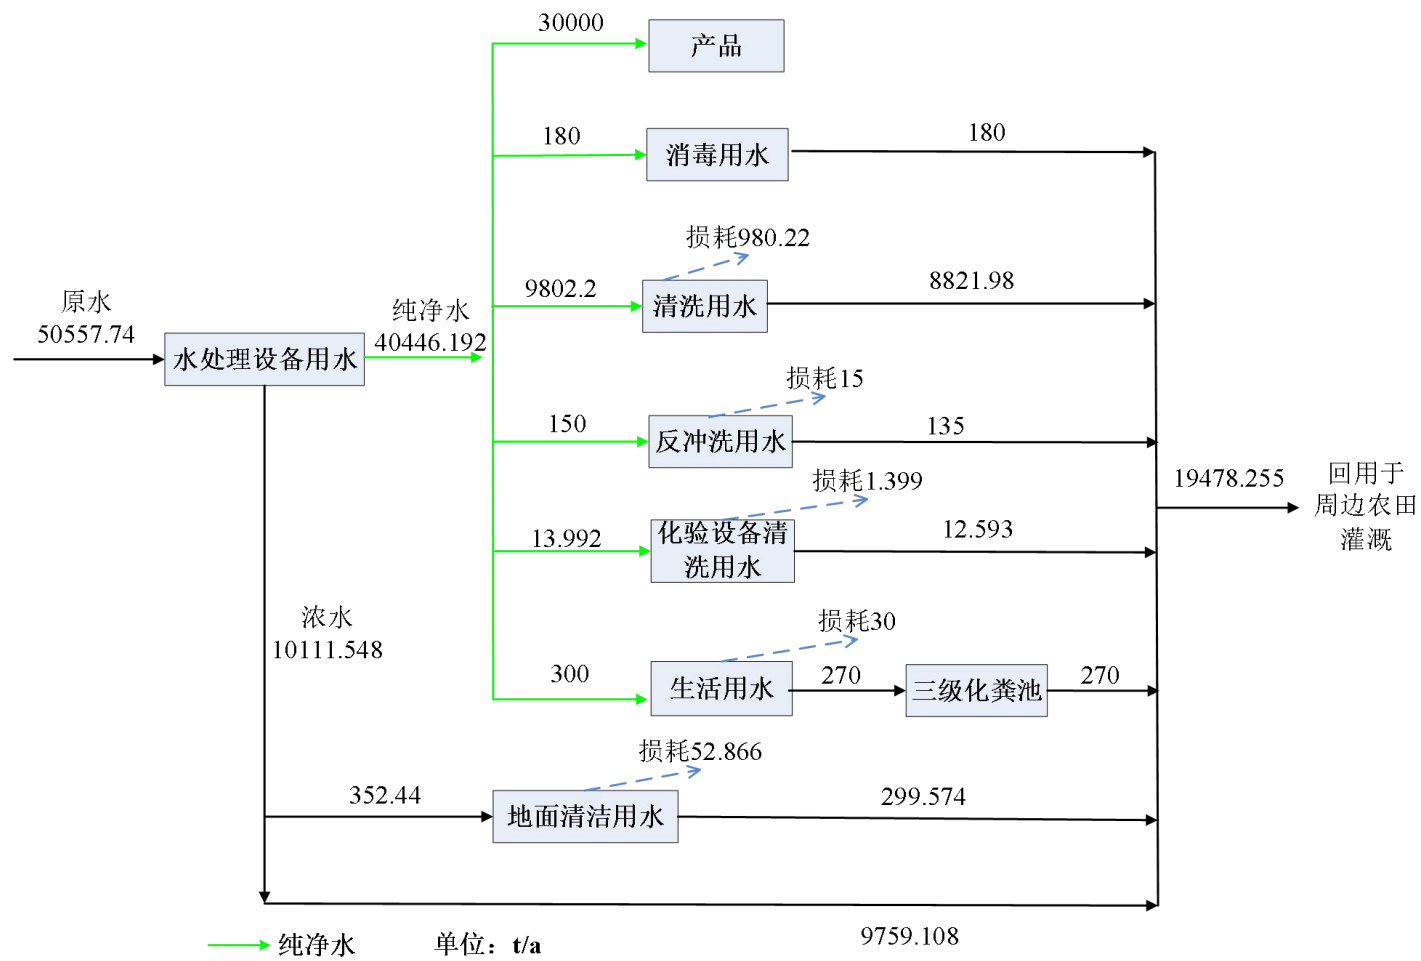 30000
产品
180
消毒用水
180
损耗980.22
9802.2
清洗用水
8821.98
原水
50557.74
水处理设备用水
纯净水
40446.192
损耗15
150
反冲洗用水
135
损耗1.399
13.992
化验设备清
洗用水
12.593
19478.255
回用于
周边农田
灌溉
浓水
10111.548
损耗30
300
生活用水
270
三级化粪池
270
损耗52.866
352.44
地面清洁用水
299.574
9759.108
纯净水
单位：t/a